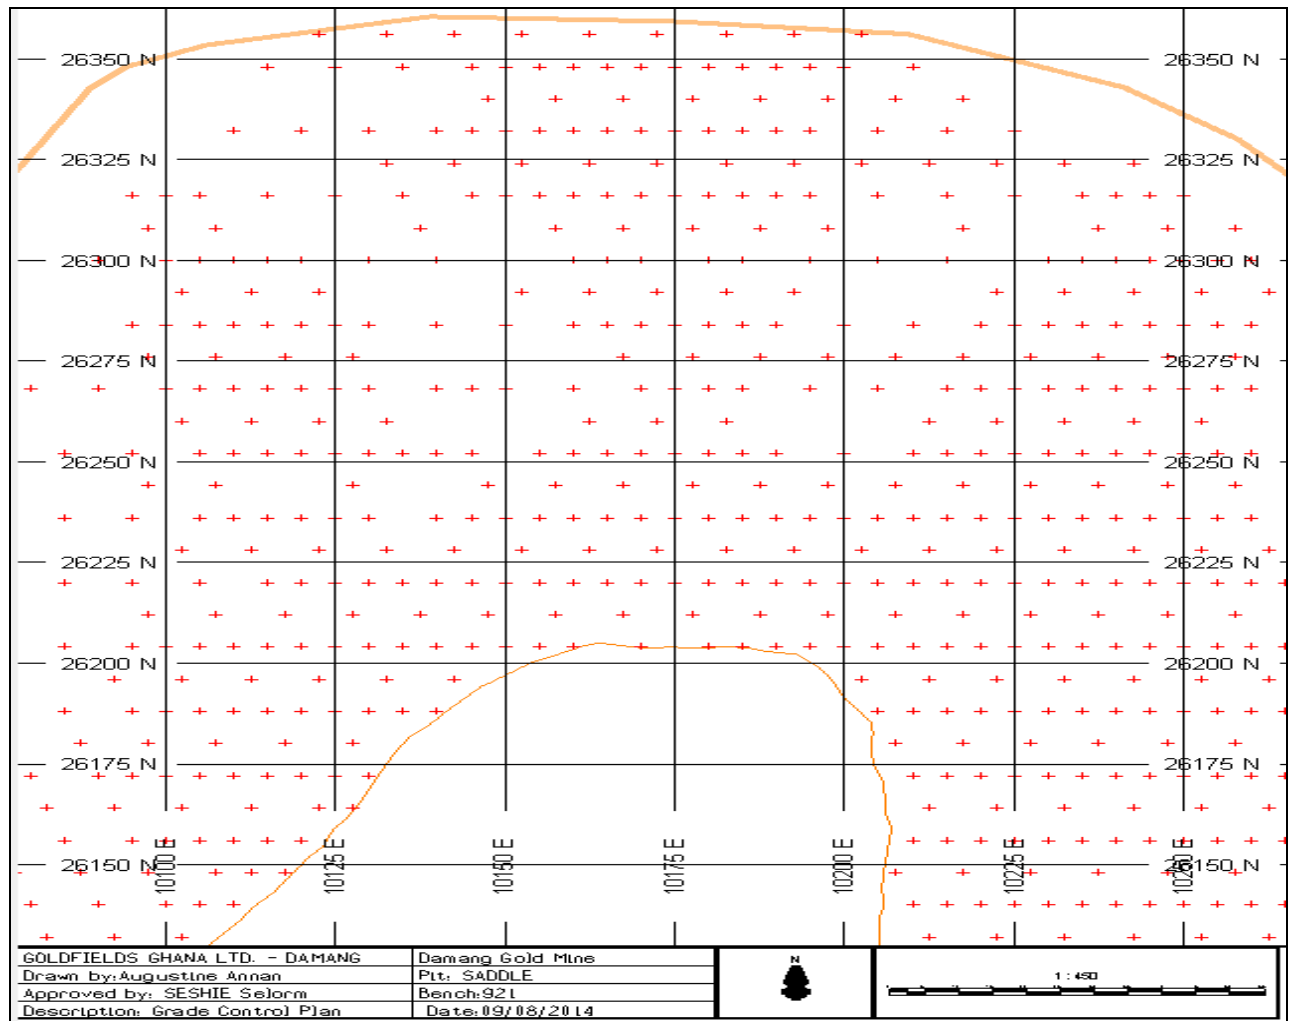 26350 N 26350 N
26325 N 26325 N
26300 N 26300 N
26275 N 26275 N
26250 N 26250 N
26225 N 26225 N
26200 N 26200 N
26175 N 26175 N
26150 N 26150 N
10100 E 10125 E 10150 E 10175 E 10200 E 10225 E 10250 E
GOLDFIELDS GHANA LTD. - DAMANG
Drawn by:Augustine Annan
Approved by: SESHIE Selorm
Description: Grade Control Plan
Damang Gold Mine
Pit: SADDLE
Bench:921
Date:09/08/2014
N
1 : 450